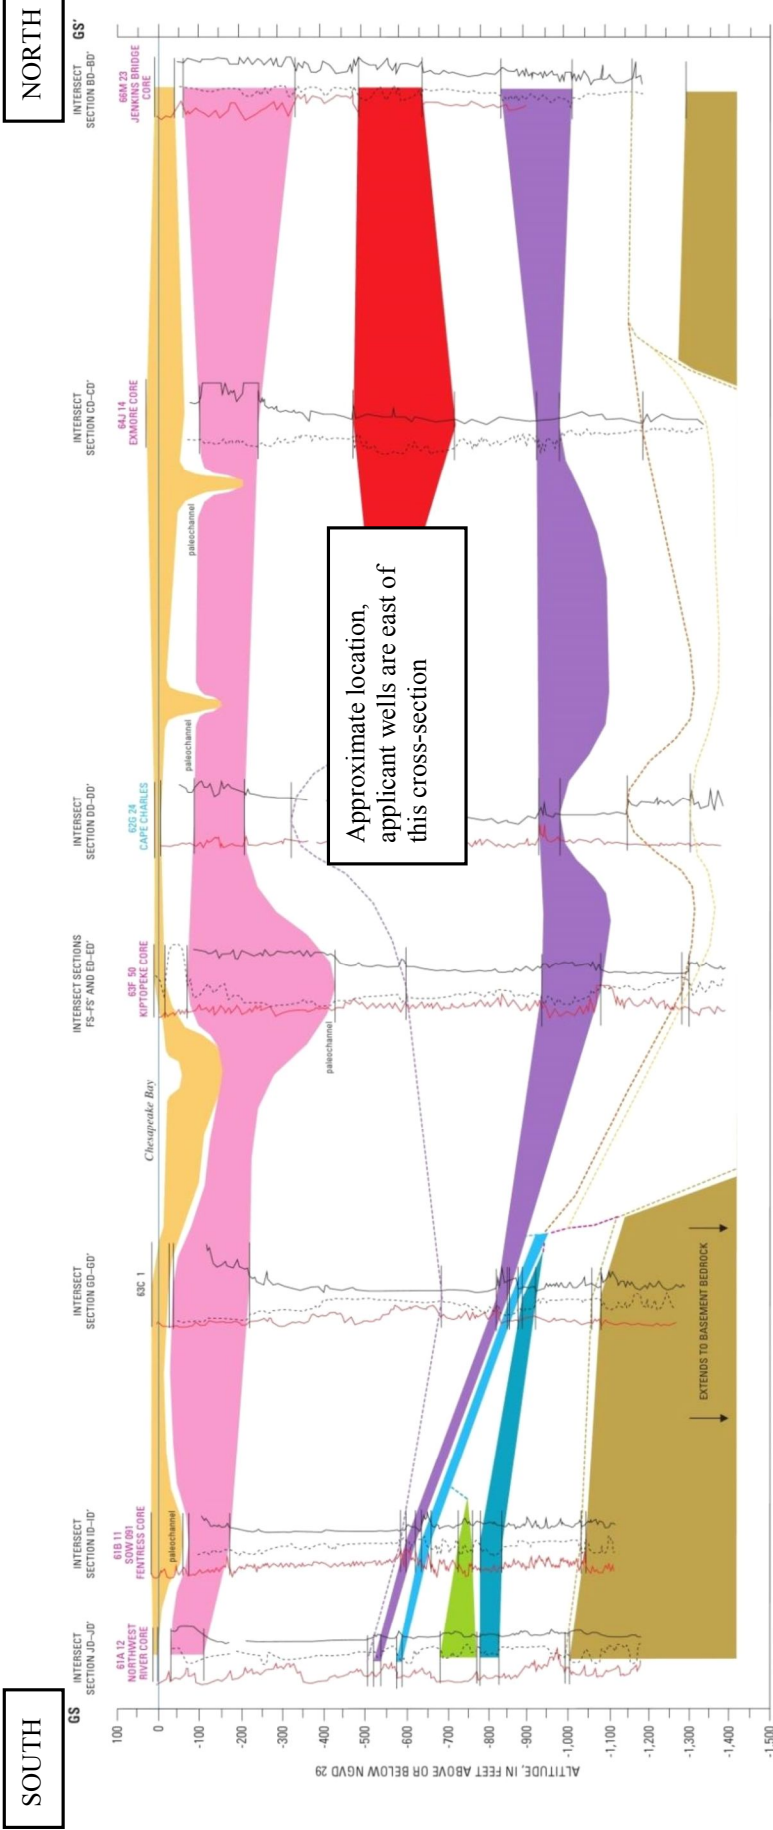 SOUTH
NORTH
GS
GS'
INTERSECT
SECTION JD–JD'
61A 12
NORTHWEST
RIVER CORE
INTERSECT
SECTION ID–ID'
61B 11
SOW 091
FENTRESS CORE
INTERSECT
SECTION GD–GD'
63C 1
INTERSECT SECTIONS
FS–FS' AND ED–ED'
63F 50
KIPTOPEKE CORE
INTERSECT
SECTION DD–DD'
62G 24
CAPE CHARLES
INTERSECT
SECTION CD–CD'
64J 14
EXMORE CORE
INTERSECT
SECTION BD–BD'
66M 23
JENKINS BRIDGE
CORE
Chesapeake Bay
paleochannel
paleochannel
paleochannel
paleochannel
Approximate location,
applicant wells are east of
this cross-section
EXTENDS TO BASEMENT BEDROCK
ALTITUDE, IN FEET ABOVE OR BELOW NGVD 29
100
0
-100
-200
-300
-400
-500
-600
-700
-800
-900
-1,000
-1,100
-1,200
-1,300
-1,400
-1,500